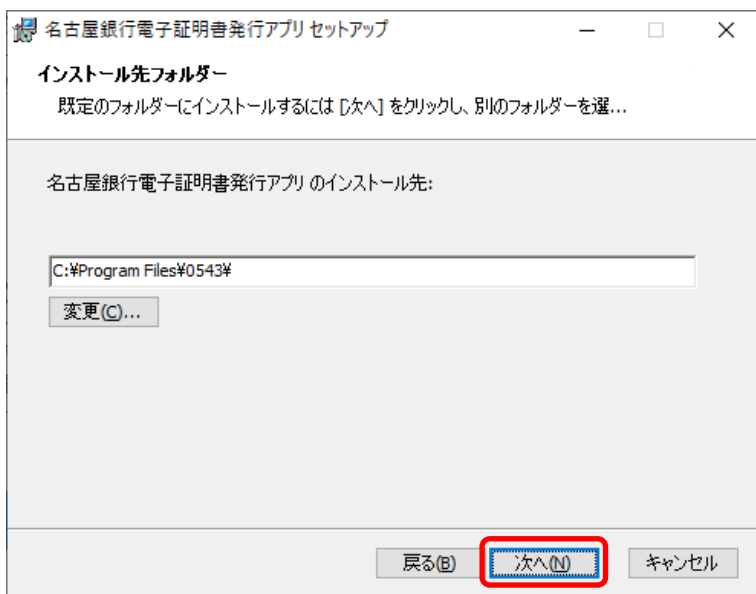 名古屋銀行電子証明書発行アプリ セットアップ
インストール先フォルダー
既定のフォルダーにインストールするには [次へ] をクリックし、別のフォルダーを選...
名古屋銀行電子証明書発行アプリ のインストール先:
C:¥Program Files¥0543¥
変更(C)...
戻る(B) 次へ(N) キャンセル